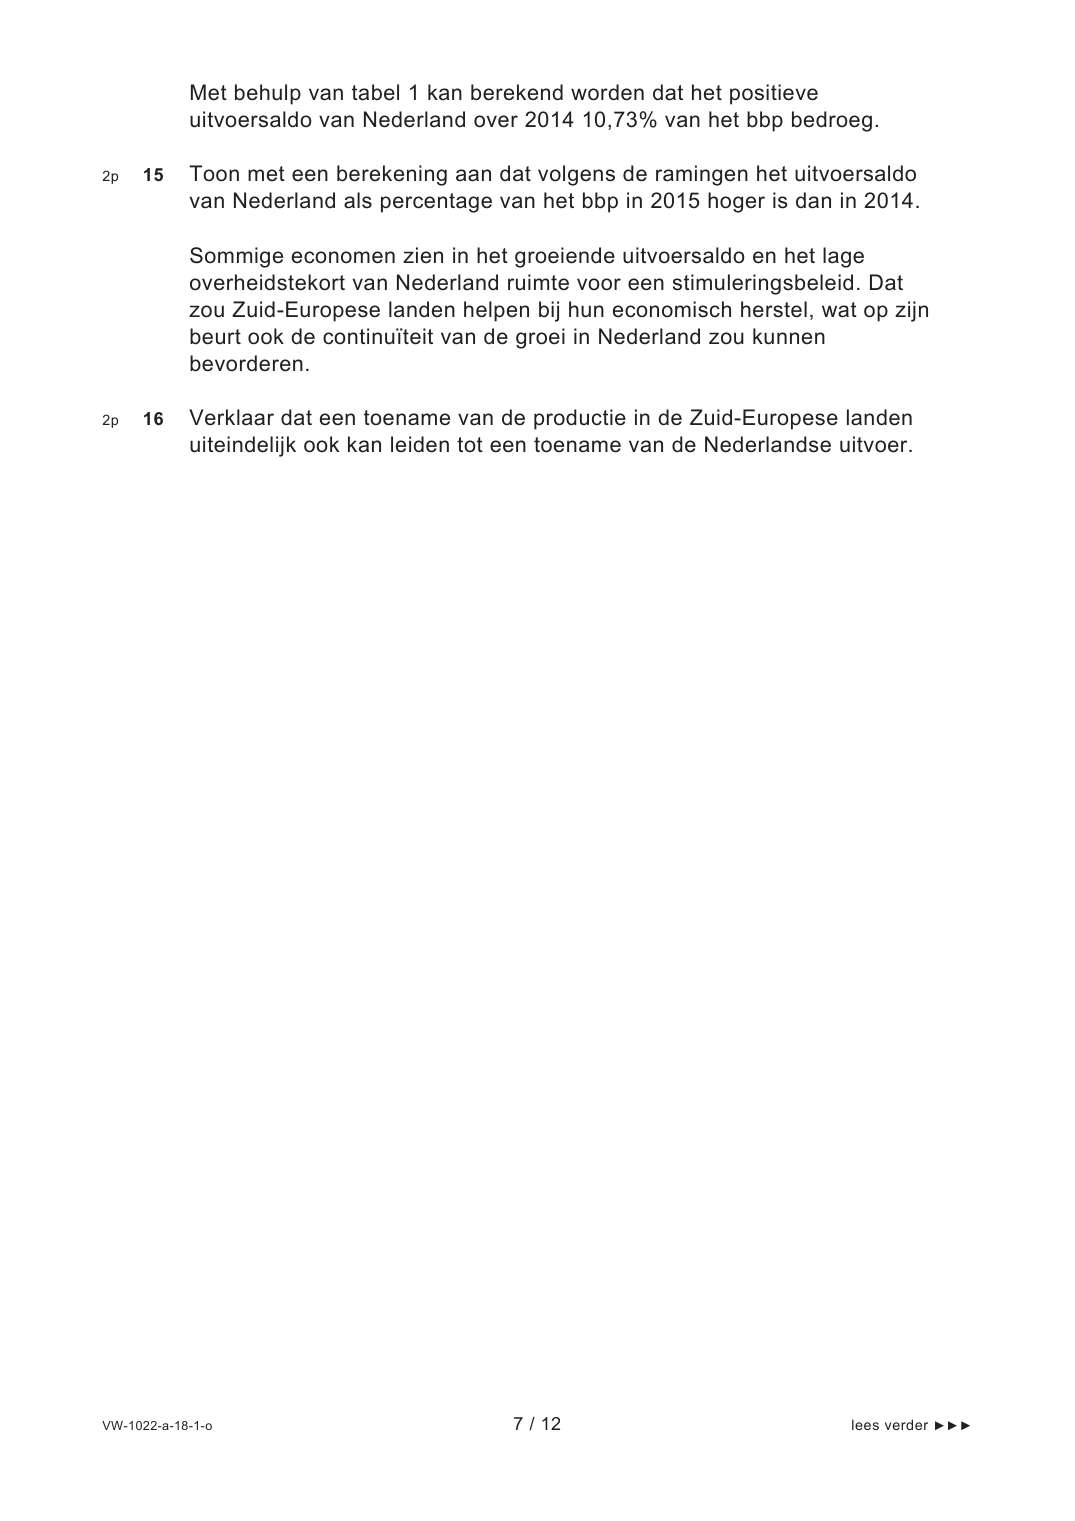 Met behulp van tabel 1 kan berekend worden dat het positieve
uitvoersaldo van Nederland over 2014 10,73% van het bbp bedroeg.
2p 15 Toon met een berekening aan dat volgens de ramingen het uitvoersaldo
van Nederland als percentage van het bbp in 2015 hoger is dan in 2014.
Sommige economen zien in het groeiende uitvoersaldo en het lage
overheidstekort van Nederland ruimte voor een stimuleringsbeleid. Dat
zou Zuid-Europese landen helpen bij hun economisch herstel, wat op zijn
beurt ook de continuïteit van de groei in Nederland zou kunnen
bevorderen.
2p 16 Verklaar dat een toename van de productie in de Zuid-Europese landen
uiteindelijk ook kan leiden tot een toename van de Nederlandse uitvoer.
VW-1022-a-18-1-o 7 / 12 lees verder ►►►